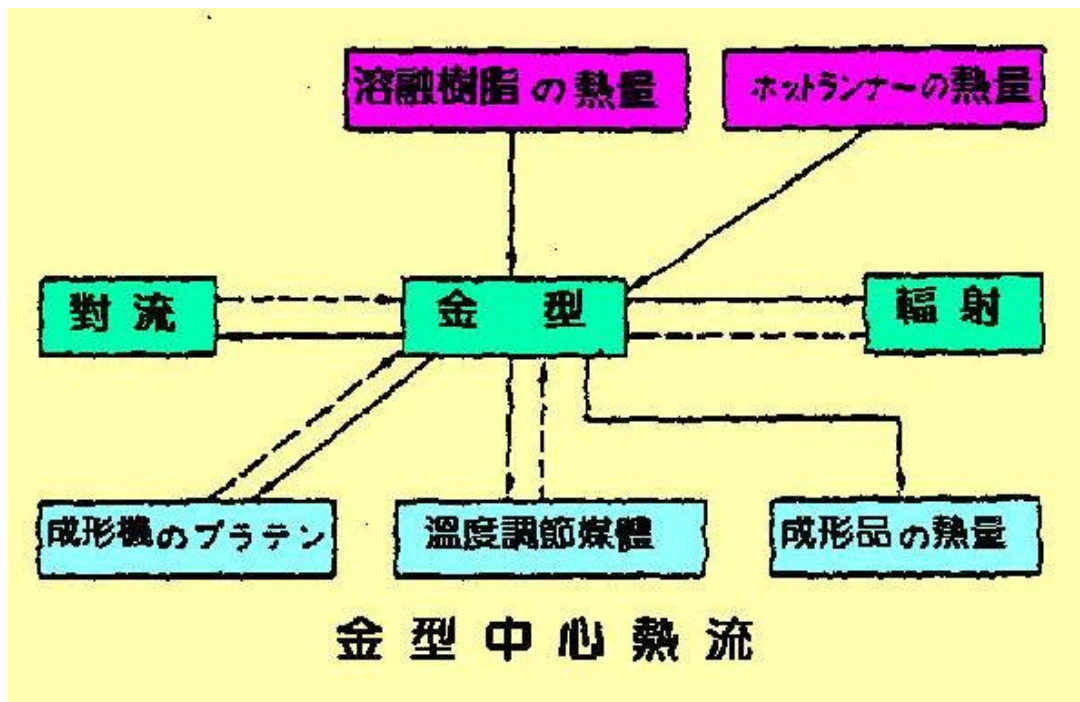 溶融樹脂の熱量
ホットランナーの熱量
對流
金型
輻射
成形機のプラテン
溫度調節媒體
成形品の熱量
金型中心熱流